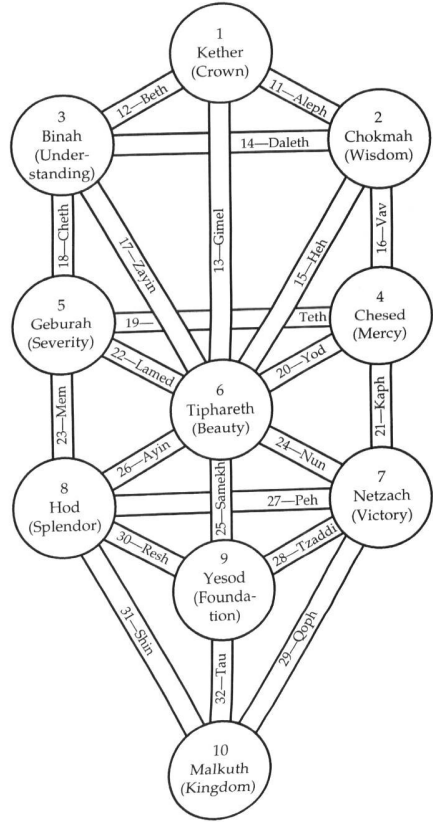 1
Kether
(Crown)
12—Beth
11—Aleph
3
Binah
(Under-
standing)
2
Chokmah
(Wisdom)
14—Daleth
18—Cheth
17—Zayin
13—Gimel
15—Heh
16—Vav
5
Geburah
(Severity)
19—
Teth
4
Chesed
(Mercy)
22—Lamed
20—Yod
6
Tiphareth
(Beauty)
23—Mem
21—Kaph
26—Ayin
24—Nun
25—Samekh
8
Hod
(Splendor)
27—Peh
7
Netzach
(Victory)
30—Resh
28—Tzaddi
9
Yesod
(Founda-
tion)
31—Shin
32—Tau
29—Qoph
10
Malkuth
(Kingdom)